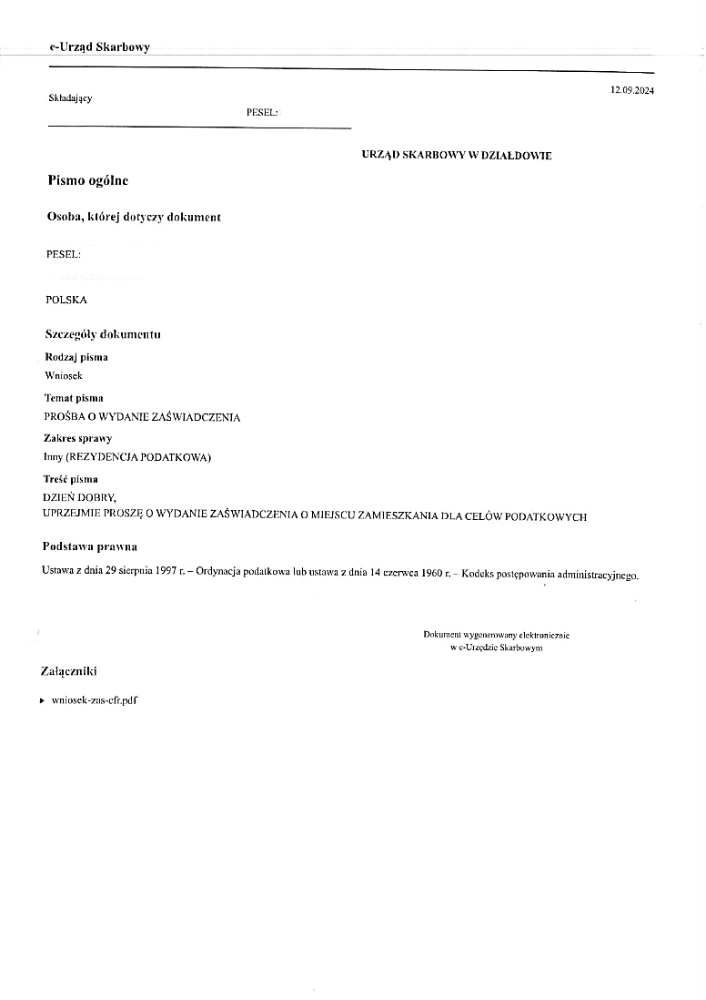 e-Urząd Skarbowy
12.09.2024
Składający
PESEL:
URZĄD SKARBOWY W DZIAŁDOWIE
Pismo ogólne
Osoba, której dotyczy dokument
PESEL:
POLSKA
Szczegóły dokumentu
Rodzaj pisma
Wniosek
Temat pisma
PROŚBA O WYDANIE ZAŚWIADCZENIA
Zakres sprawy
Inny (REZYDENCJA PODATKOWA)
Treść pisma
DZIEŃ DOBRY,
UPRZEJMIE PROSZĘ O WYDANIE ZAŚWIADCZENIA O MIEJSCU ZAMIESZKANIA DLA CELÓW PODATKOWYCH
Podstawa prawna
Ustawa z dnia 29 sierpnia 1997 r. – Ordynacja podatkowa lub ustawa z dnia 14 czerwca 1960 r. – Kodeks postępowania administracyjnego.
Dokument wygenerowany elektronicznie
w e-Urzędzie Skarbowym
Załączniki
▸ wniosek-zas-cfr.pdf